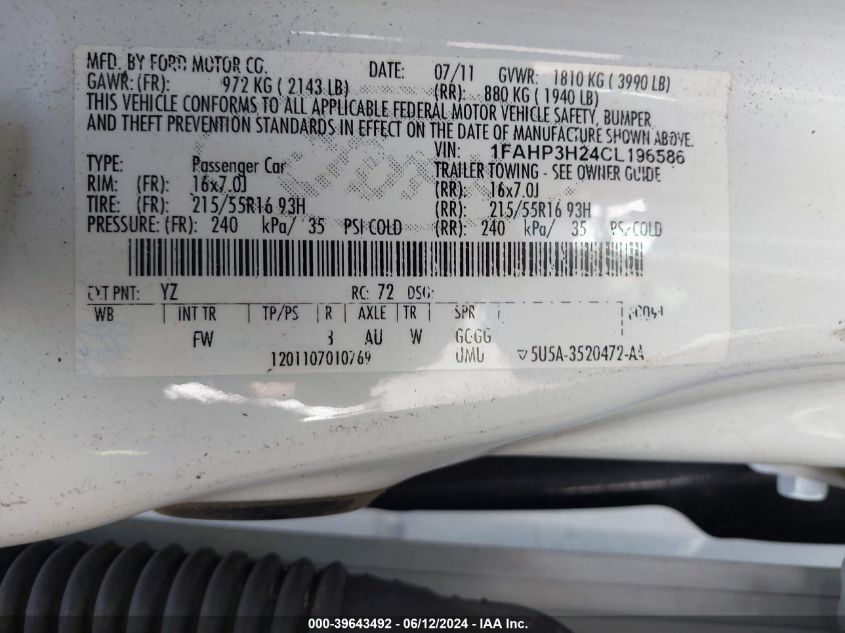 MFD. BY FORD MOTOR CO.
DATE: 07/11 GVWR: 1810 KG ( 3990 LB)
GAWR:(FR): 972 KG ( 2143 LB) (RR): 880 KG ( 1940 LB)
THIS VEHICLE CONFORMS TO ALL APPLICABLE FEDERAL MOTOR VEHICLE SAFETY, BUMPER
AND THEFT PREVENTION STANDARDS IN EFFECT ON THE DATE OF MANUFACTURE SHOWN ABOVE.
VIN: 1FAHP3H24CL196586
TYPE: Passenger Car TRAILER TOWING - SEE OWNER GUIDE
RIM: (FR): 16x7.0J (RR): 16x7.0J
TIRE: (FR): 215/55R16 93H (RR): 215/55R16 93H
PRESSURE: (FR): 240 kPa/ 35 PSI COLD (RR): 240 kPa/ 35 PSI COLD
EXT PNT: YZ RC: 72 DSO:
WB INT TR TP/PS R AXLE TR SPR
FW AU W GGGG
1201107010769 UMU ▽5U5A-3520472-AA
000-39643492 - 06/12/2024 - IAA Inc.